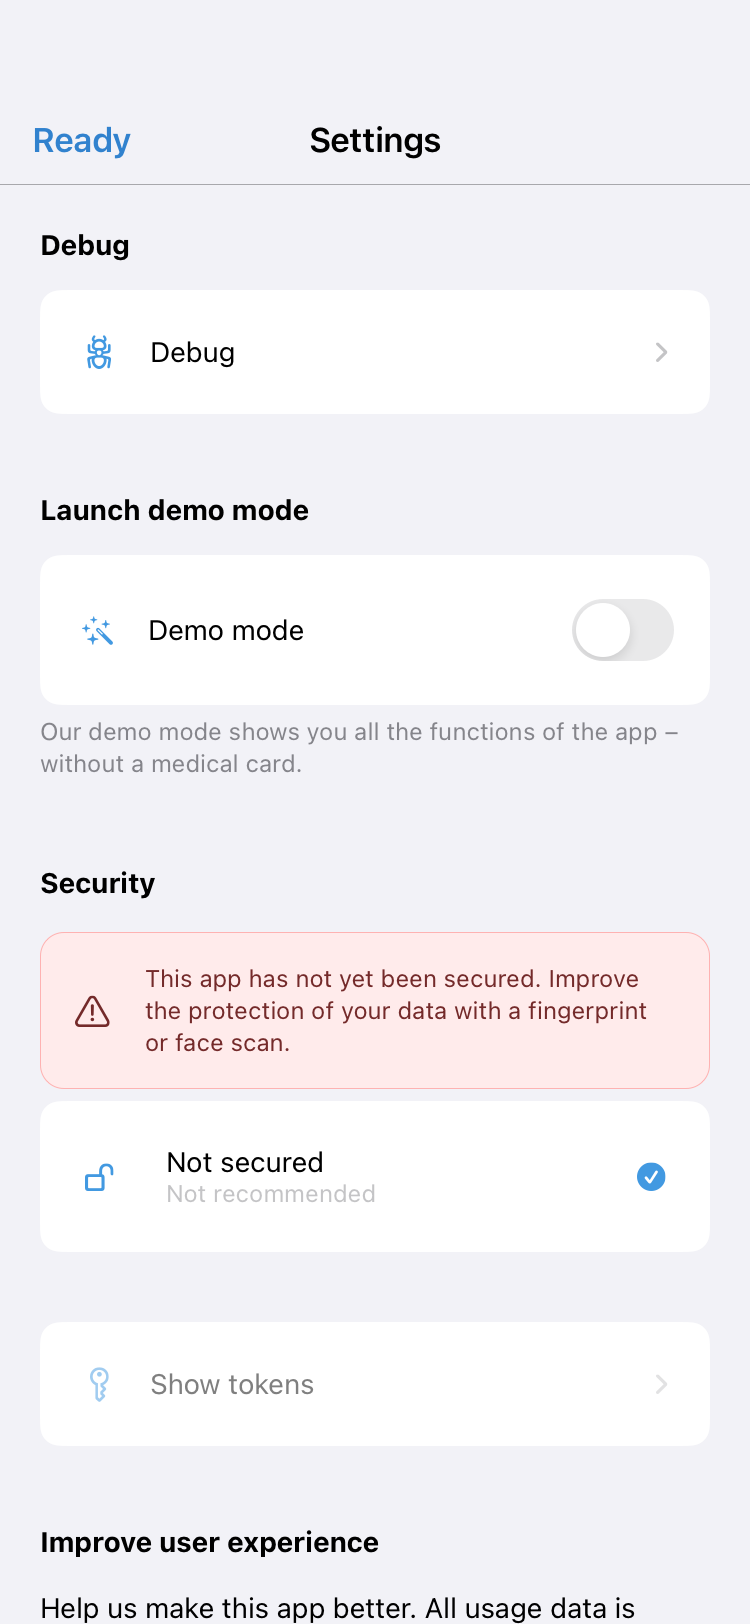 Ready
Settings
Debug
Debug
Launch demo mode
Demo mode
Our demo mode shows you all the functions of the app –
without a medical card.
Security
This app has not yet been secured. Improve
the protection of your data with a fingerprint
or face scan.
Not secured
Not recommended
Show tokens
Improve user experience
Help us make this app better. All usage data is